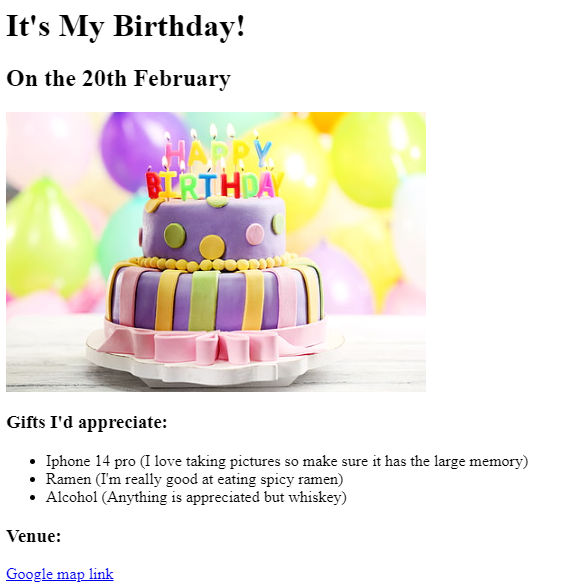 It's My Birthday!
On the 20th February
HAPPY
BIRTHDAY
Gifts I'd appreciate:
Iphone 14 pro (I love taking pictures so make sure it has the large memory)
Ramen (I'm really good at eating spicy ramen)
Alcohol (Anything is appreciated but whiskey)
Venue:
Google map link